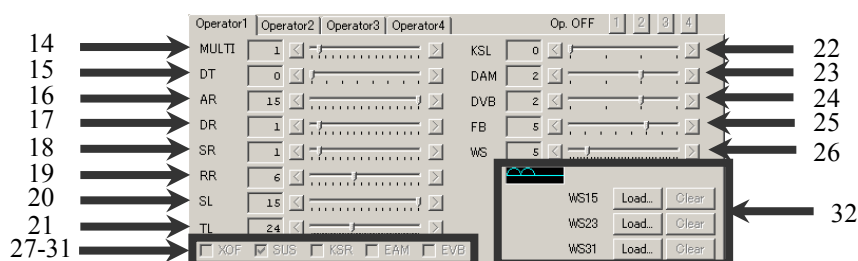 Operator1 Operator2 Operator3 Operator4 Op. OFF 1 2 3 4
14 MULTI 1 KSL 0 22
15 DT 0 DAM 2 23
16 AR 15 DVB 2 24
17 DR 1 FB 5 25
18 SR 1 WS 5 26
19 RR 6
20 SL 15 WS15 Load... Clear
21 TL 24 WS23 Load... Clear 32
27-31 XOF SUS KSR EAM EVB WS31 Load... Clear